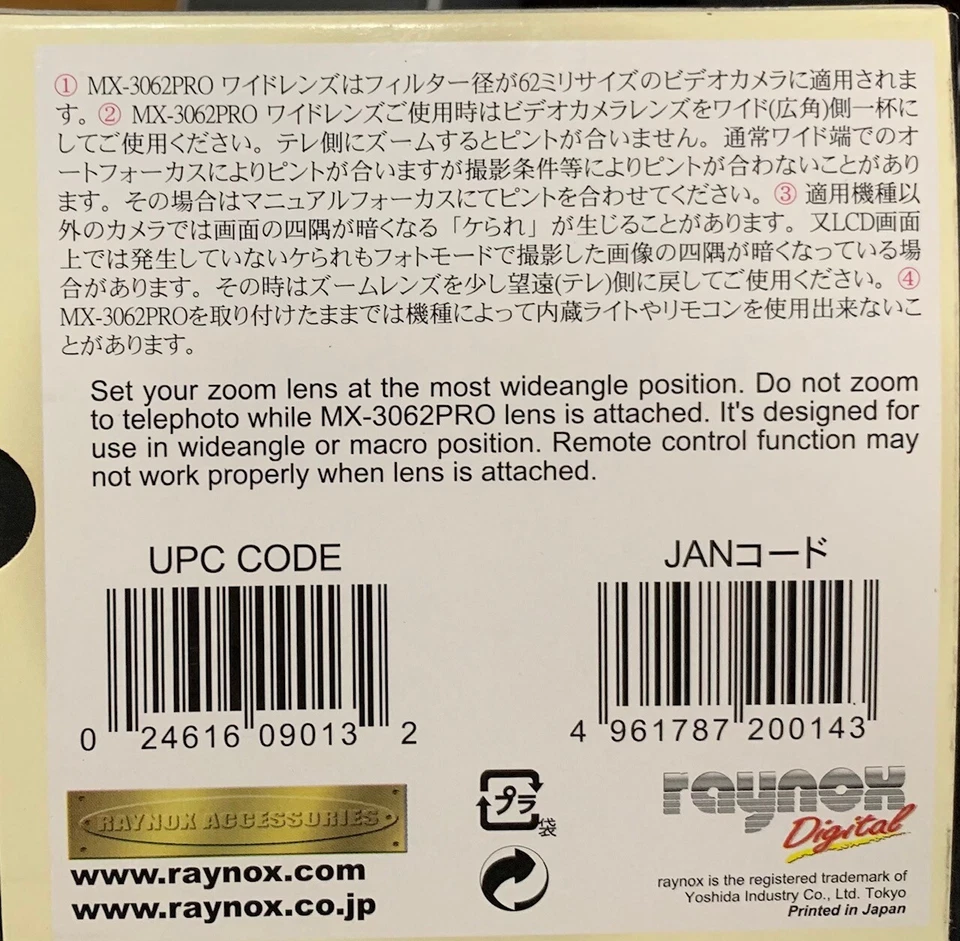 ① MX-3062PRO ワイドレンズはフィルター径が62ミリサイズのビデオカメラに適用されま
す。② MX-3062PRO ワイドレンズご使用時はビデオカメラレンズをワイド(広角)側一杯に
してご使用ください。テレ側にズームするとピントが合いません。通常ワイド端でのオ
ートフォーカスによりピントが合いますが撮影条件等によりピントが合わないことがあり
ます。その場合はマニュアルフォーカスにてピントを合わせてください。③ 適用機種以
外のカメラでは画面の四隅が暗くなる「ケられ」が生じることがあります。又LCD画面
上では発生していないケられもフォトモードで撮影した画像の四隅が暗くなっている場
合があります。その時はズームレンズを少し望遠(テレ)側に戻してご使用ください。④
MX-3062PROを取り付けたままでは機種によって内蔵ライトやリモコンを使用出来ないこ
とがあります。
Set your zoom lens at the most wideangle position. Do not zoom
to telephoto while MX-3062PRO lens is attached. It's designed for
use in wideangle or macro position. Remote control function may
not work properly when lens is attached.
UPC CODE
0 24616 09013 2
JANコード
4 961787 200143
RAYNOX ACCESSORIES
www.raynox.com
www.raynox.co.jp
プラ
袋
raynox
Digital
raynox is the registered trademark of
Yoshida Industry Co., Ltd. Tokyo
Printed in Japan